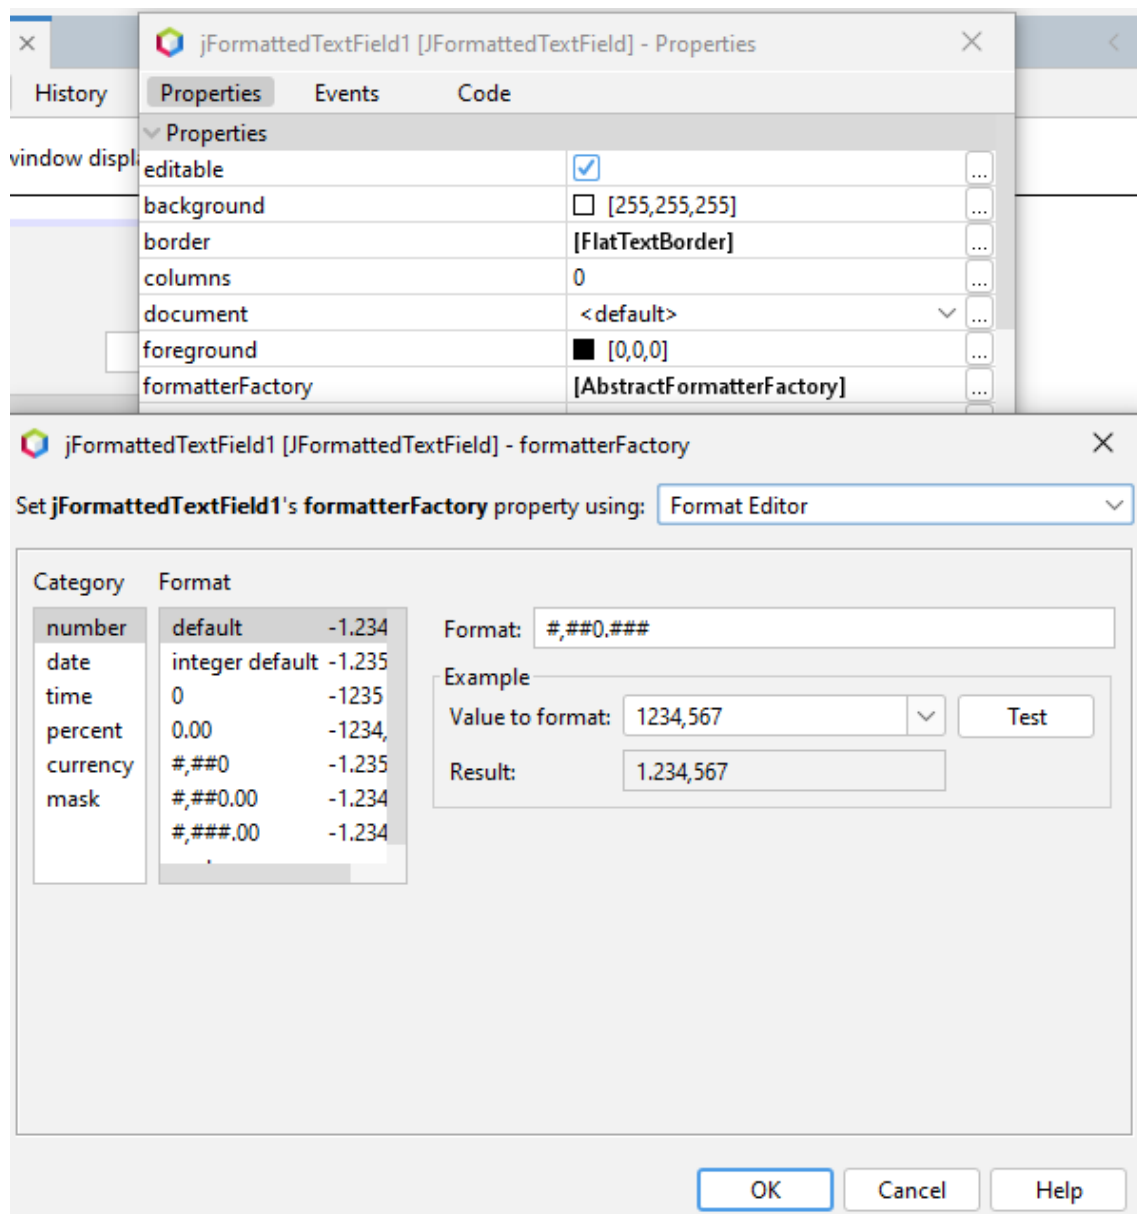 jFormattedTextField1 [JFormattedTextField] - Properties
History
Properties Events Code
Properties
window displ
editable
background [255,255,255]
border [FlatTextBorder]
columns 0
document <default>
foreground [0,0,0]
formatterFactory [AbstractFormatterFactory]
jFormattedTextField1 [JFormattedTextField] - formatterFactory
Set jFormattedTextField1's formatterFactory property using: Format Editor
Category Format
number default -1.234
date integer default -1.235
time 0 -1235
percent 0.00 -1234,
currency #,##0 -1.235
mask #,##0.00 -1.234
#,###.00 -1.234
Format: #,##0.###
Example
Value to format: 1234,567 Test
Result: 1.234,567
OK Cancel Help